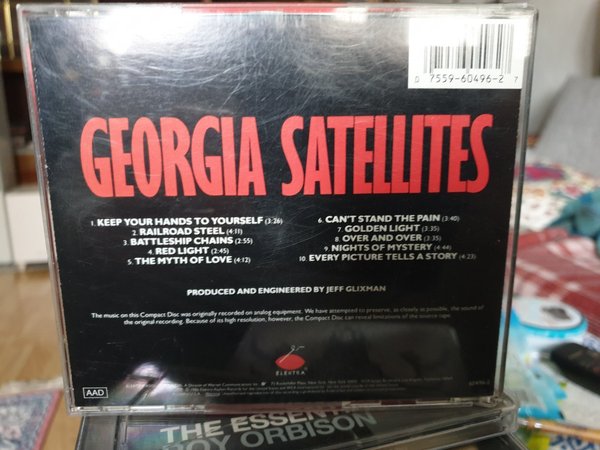 0 7559-60496-2 7
GEORGIA SATELLITES
1. KEEP YOUR HANDS TO YOURSELF (3:26)
2. RAILROAD STEEL (4:11)
3. BATTLESHIP CHAINS (2:55)
4. RED LIGHT (2:45)
5. THE MYTH OF LOVE (4:12)
6. CAN'T STAND THE PAIN (3:40)
7. GOLDEN LIGHT (3:35)
8. OVER AND OVER (3:35)
9. NIGHTS OF MYSTERY (4:44)
10. EVERY PICTURE TELLS A STORY (4:23)
PRODUCED AND ENGINEERED BY JEFF GLIXMAN
The music on this Compact Disc was originally recorded on analog equipment. We have attempted to preserve, as closely as possible, the sound of
the original recording. Because of its high resolution, however, the Compact Disc can reveal limitations of the source tape.
ELEKTRA
AAD
THE ESSENT
ROY ORBISON